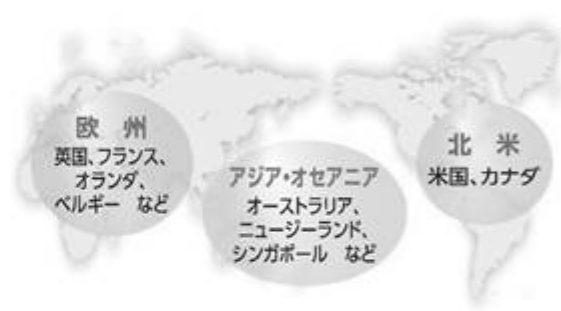 欧 州
英国、フランス、
オランダ、
ベルギー など
アジア・オセアニア
オーストラリア、
ニュージーランド、
シンガポール など
北 米
米国、カナダ